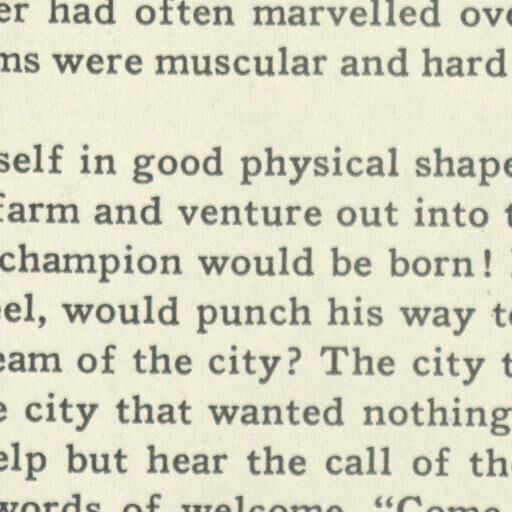 er had often marvelled ov
ms were muscular and hard
self in good physical shape
farm and venture out into t
champion would be born!
eel, would punch his way to
eam of the city? The city t
e city that wanted nothing
elp but hear the call of th
words of welcome. “Come